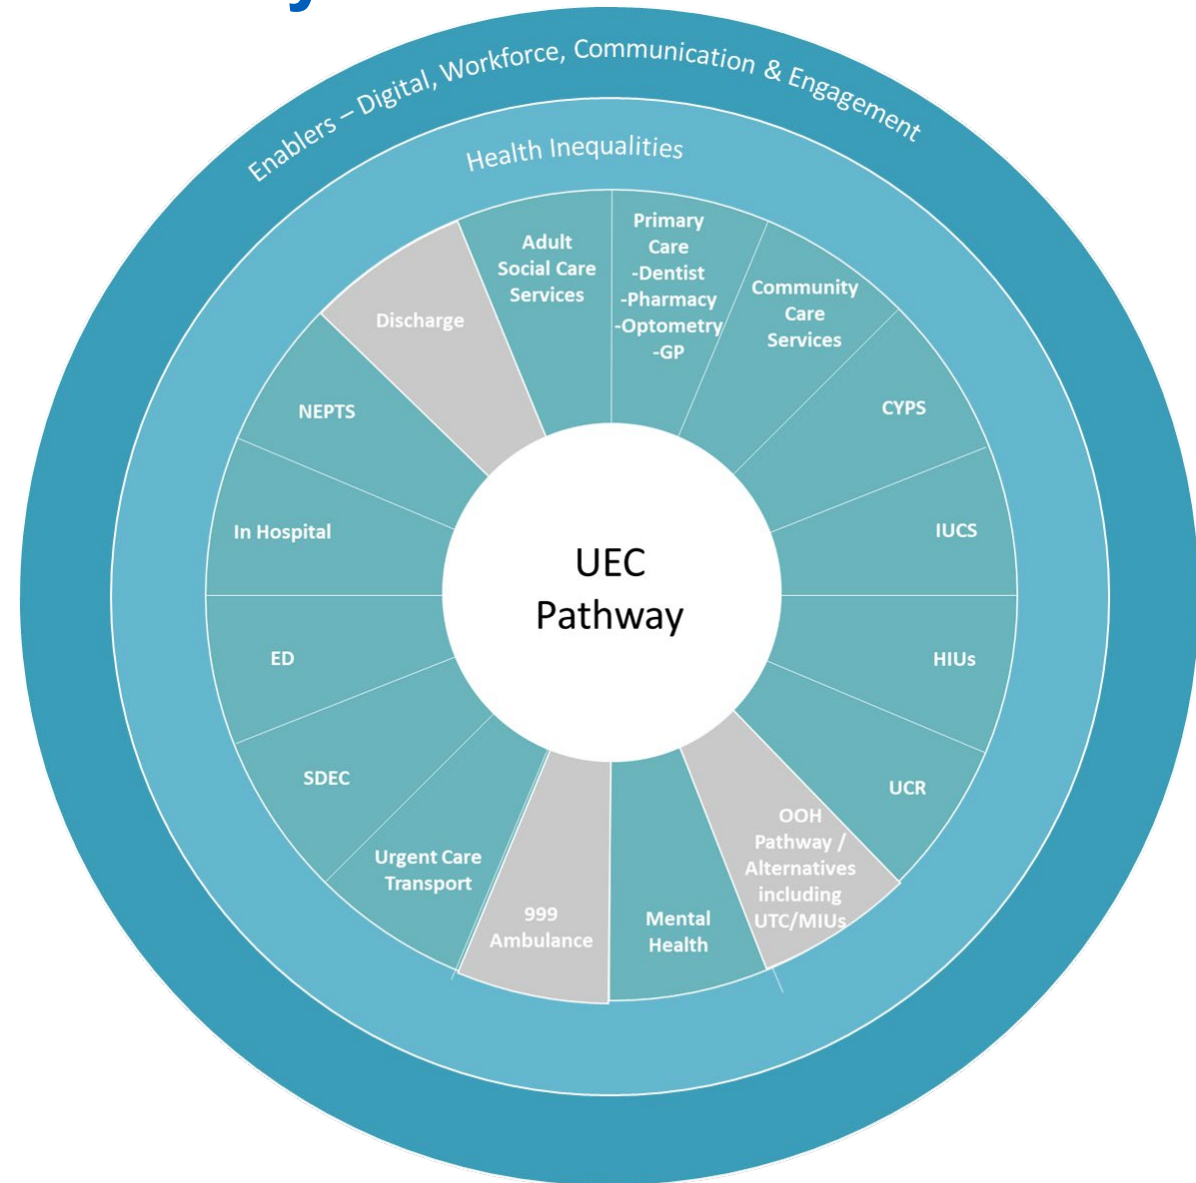 Enablers – Digital, Workforce, Communication & Engagement
Health Inequalities
Adult
Social Care
Services
Primary
Care
-Dentist
-Pharmacy
-Optometry
-GP
Community
Care
Services
CYPS
IUCS
HIUs
UCR
OOH
Pathway /
Alternatives
including
UTC/MIUs
Mental
Health
999
Ambulance
Urgent Care
Transport
SDEC
ED
In Hospital
NEPTS
Discharge
UEC
Pathway